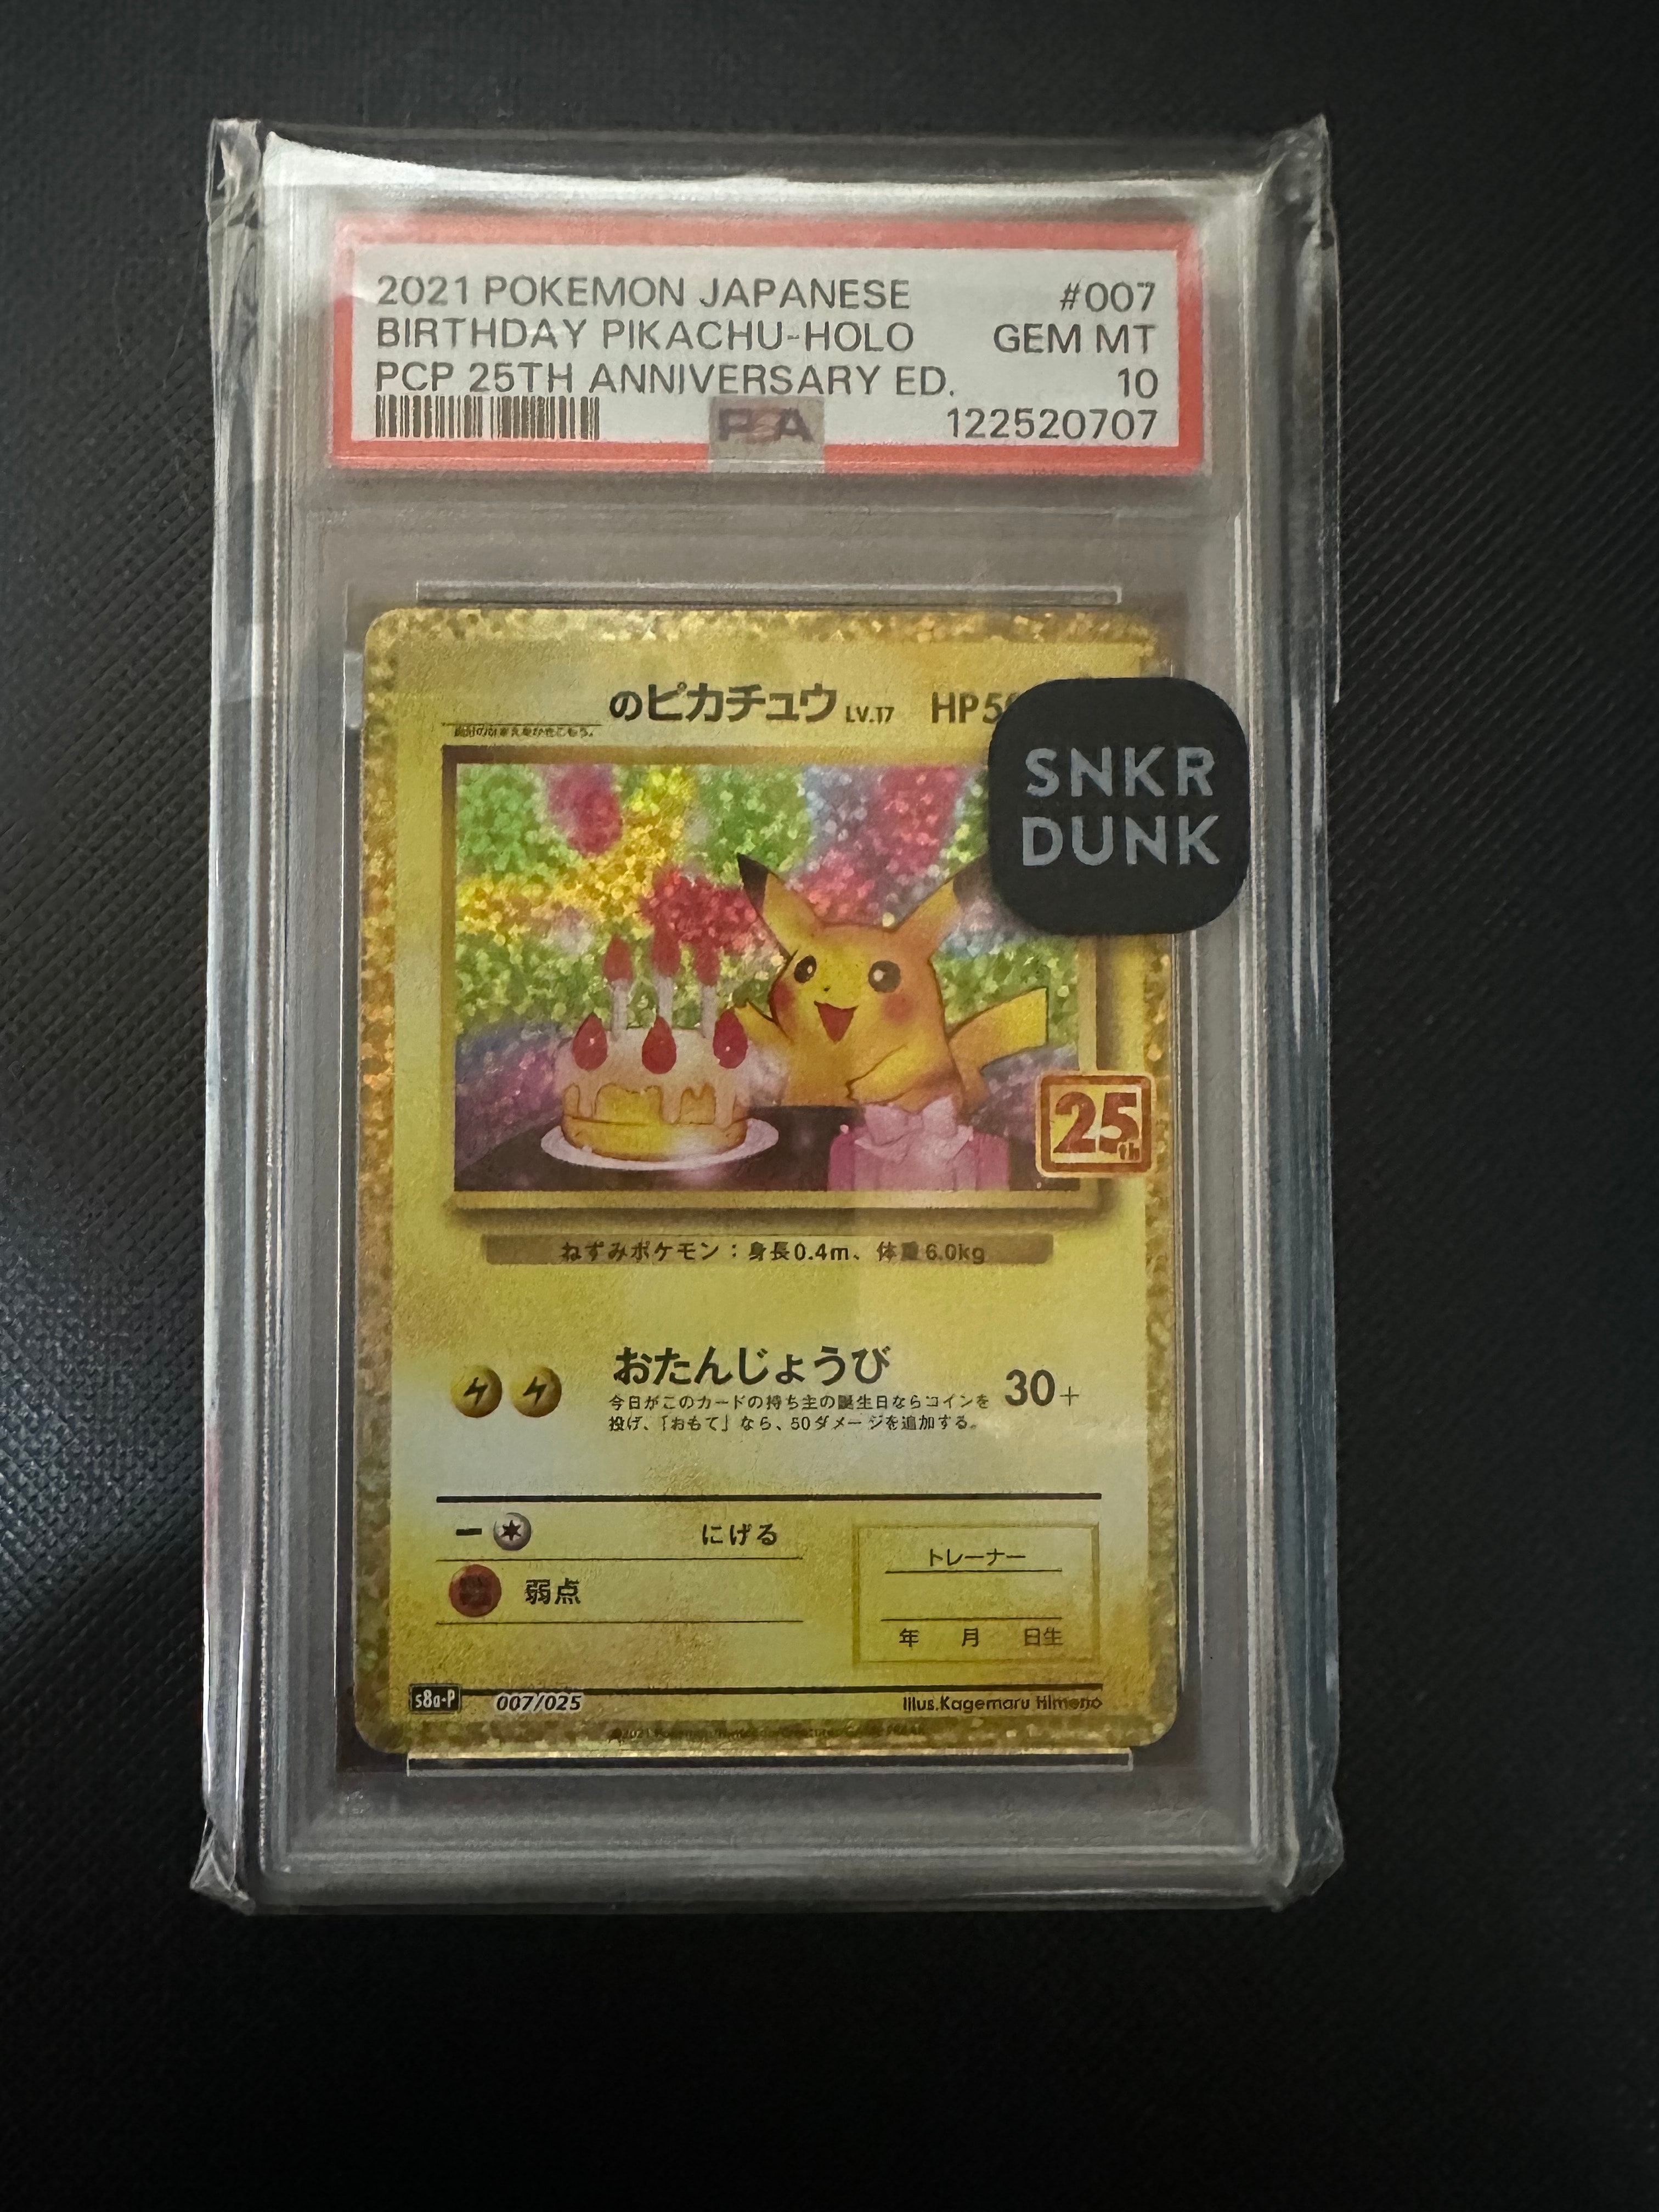 2021 POKEMON JAPANESE #007
BIRTHDAY PIKACHU-HOLO GEM MT
PCP 25TH ANNIVERSARY ED. 10
PSA 122520707
のピカチュウ LV.17 HP50
SNKR
DUNK
25th
ねずみポケモン：身長0.4m、体重6.0kg
おたんじょうび 30+
今日がこのカードの持ち主の誕生日ならコインを
投げ、「おもて」なら、50ダメージを追加する。
にげる
弱点
トレーナー
年 月 日生
s8a-P 007/025 Illus.Kagemaru Himeno